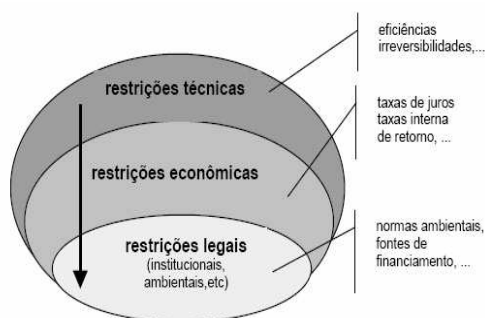 eficiências
irreversibilidades,...
restrições técnicas
taxas de juros
taxas interna
de retorno, ...
restrições econômicas
normas ambientais,
fontes de
financiamento, ...
restrições legais
(institucionais,
ambientais,etc)